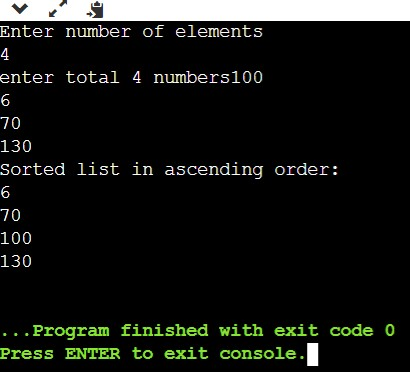 Enter number of elements
4
enter total 4 numbers100
6
70
130
Sorted list in ascending order:
6
70
100
130
...Program finished with exit code 0
Press ENTER to exit console.